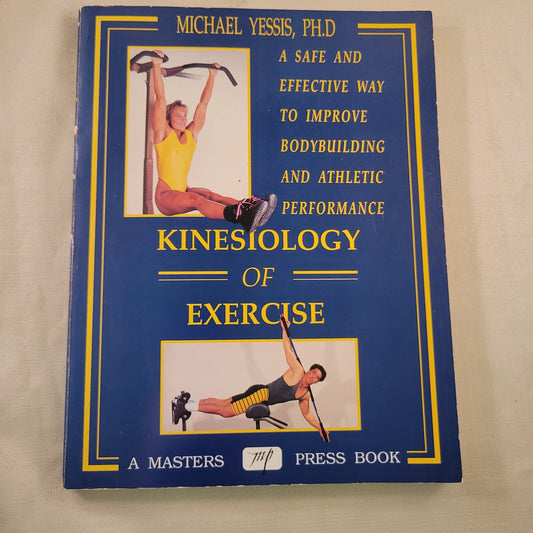 MICHAEL YESSIS, PH.D
A SAFE AND
EFFECTIVE WAY
TO IMPROVE
BODYBUILDING
AND ATHLETIC
PERFORMANCE
KINESIOLOGY
OF
EXERCISE
A MASTERS mp PRESS BOOK